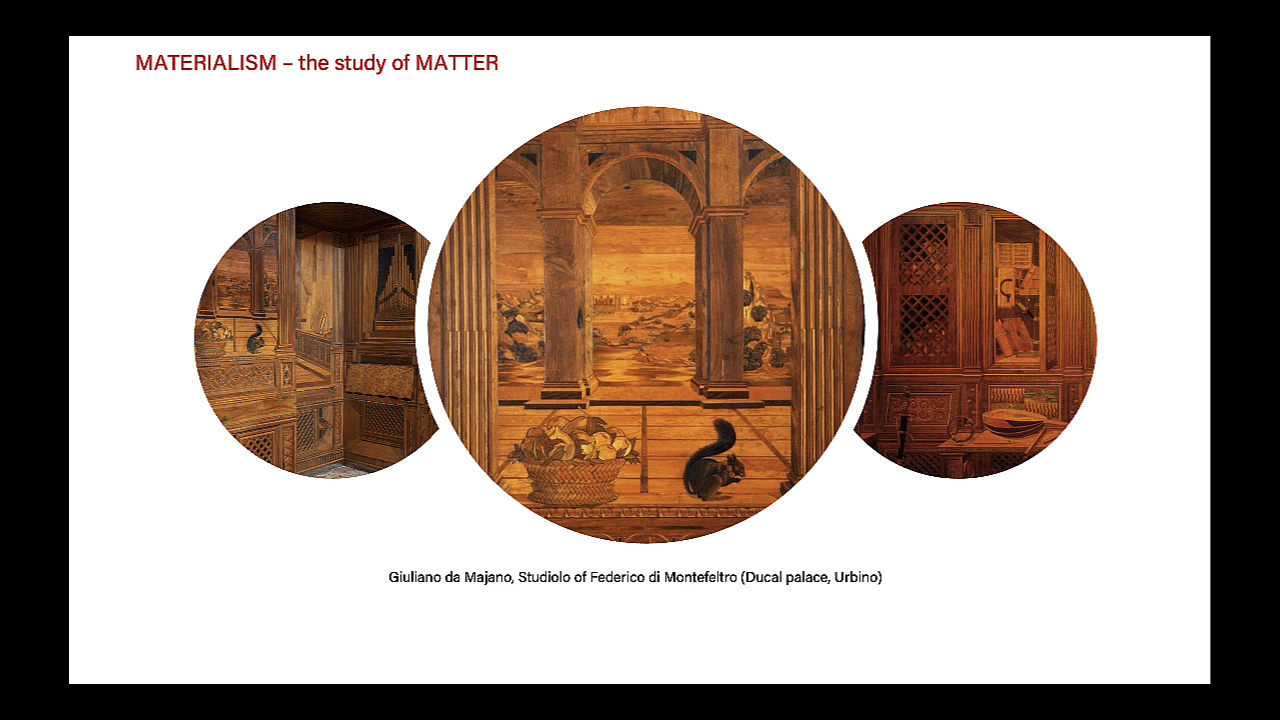 MATERIALISM – the study of MATTER
Giuliano da Majano, Studiolo of Federico di Montefeltro (Ducal palace, Urbino)